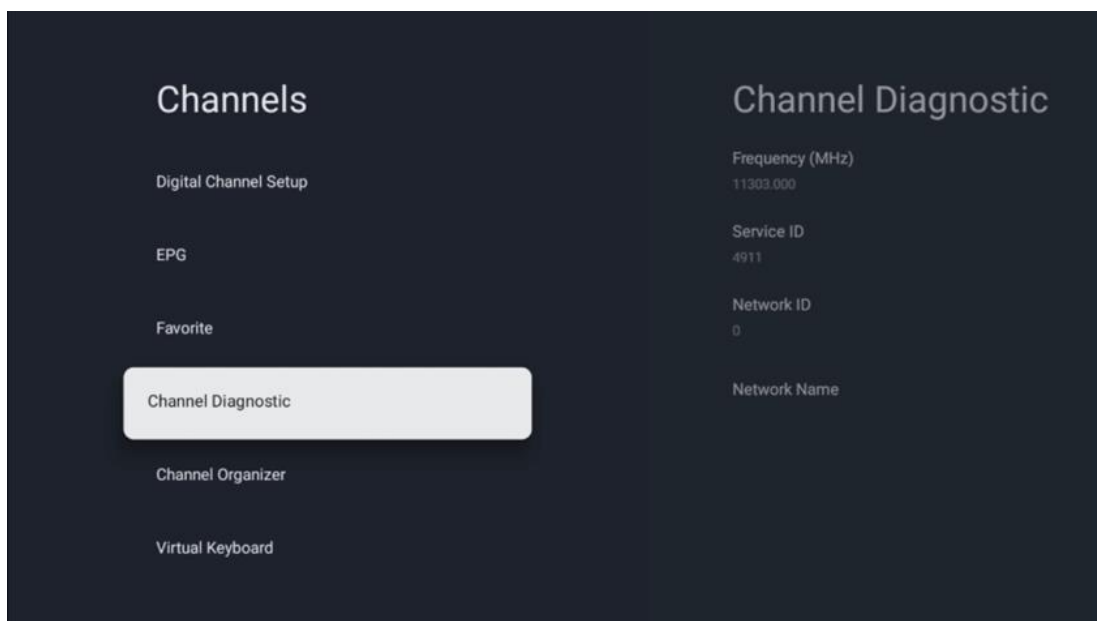 Channels
Digital Channel Setup
EPG
Favorite
Channel Diagnostic
Channel Organizer
Virtual Keyboard
Channel Diagnostic
Frequency (MHz)
11303.000
Service ID
4911
Network ID
0
Network Name